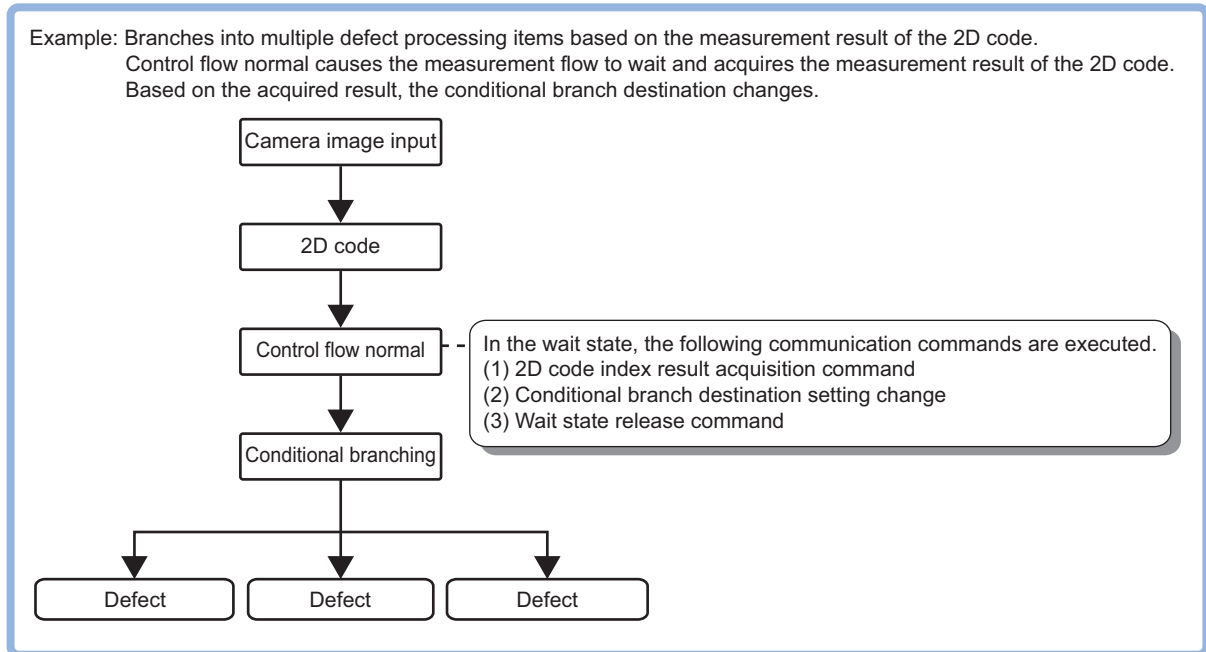 Example: Branches into multiple defect processing items based on the measurement result of the 2D code.
Control flow normal causes the measurement flow to wait and acquires the measurement result of the 2D code.
Based on the acquired result, the conditional branch destination changes.
Camera image input
2D code
Control flow normal
In the wait state, the following communication commands are executed.
(1) 2D code index result acquisition command
(2) Conditional branch destination setting change
(3) Wait state release command
Conditional branching
Defect
Defect
Defect